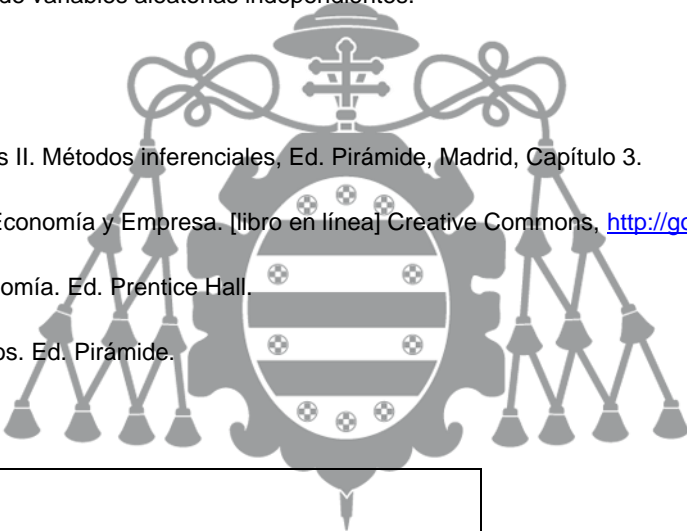 de variables aleatorias independientes.
s II. Métodos inferenciales, Ed. Pirámide, Madrid, Capítulo 3.
Economía y Empresa. [libro en línea] Creative Commons, http://go
omía. Ed. Prentice Hall.
os. Ed. Pirámide.